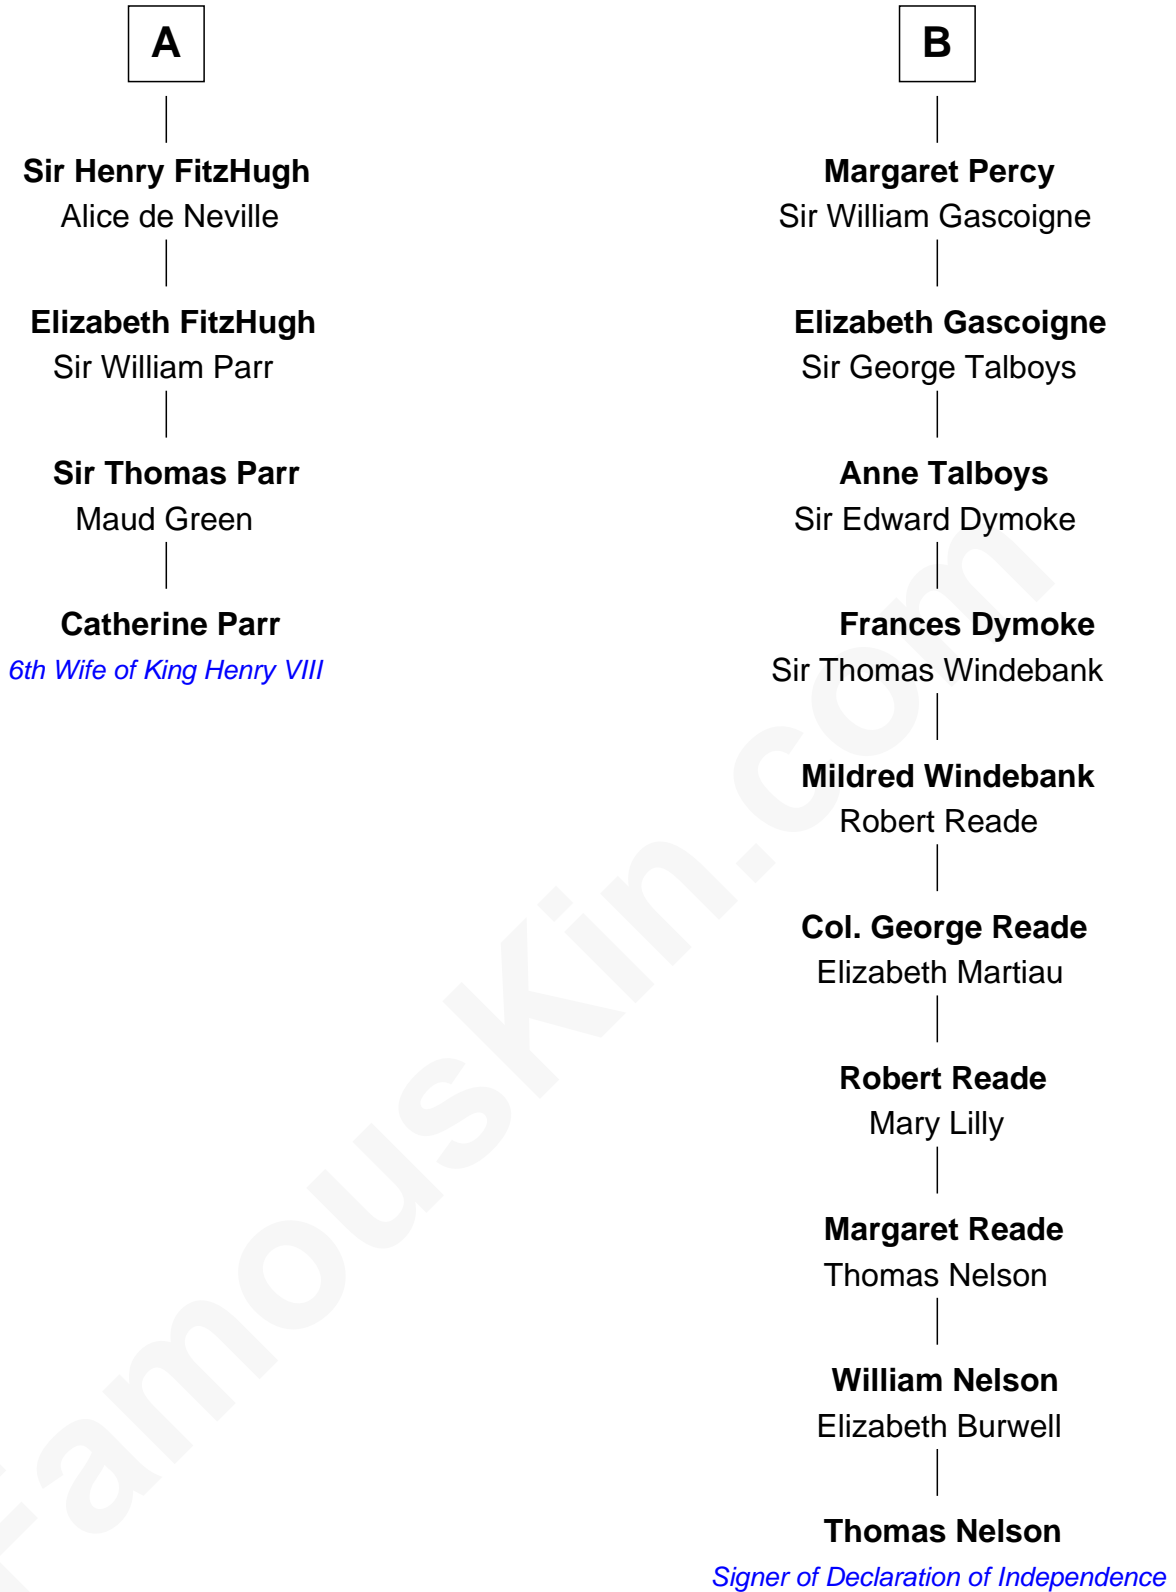 A
Sir Henry FitzHugh
Alice de Neville
Elizabeth FitzHugh
Sir William Parr
Sir Thomas Parr
Maud Green
Catherine Parr
6th Wife of King Henry VIII
B
Margaret Percy
Sir William Gascoigne
Elizabeth Gascoigne
Sir George Talboys
Anne Talboys
Sir Edward Dymoke
Frances Dymoke
Sir Thomas Windebank
Mildred Windebank
Robert Reade
Col. George Reade
Elizabeth Martiau
Robert Reade
Mary Lilly
Margaret Reade
Thomas Nelson
William Nelson
Elizabeth Burwell
Thomas Nelson
Signer of Declaration of Independence
FamousKin.com